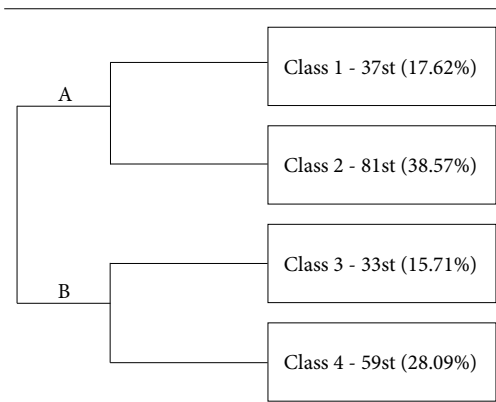 Class 1 - 37st (17.62%)
A
Class 2 - 81st (38.57%)
Class 3 - 33st (15.71%)
B
Class 4 - 59st (28.09%)